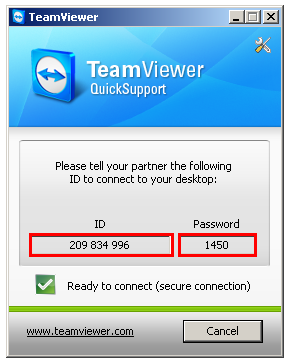 TeamViewer
TeamViewer
QuickSupport
Please tell your partner the following
ID to connect to your desktop:
ID Password
209 834 996 1450
Ready to connect (secure connection)
www.teamviewer.com Cancel